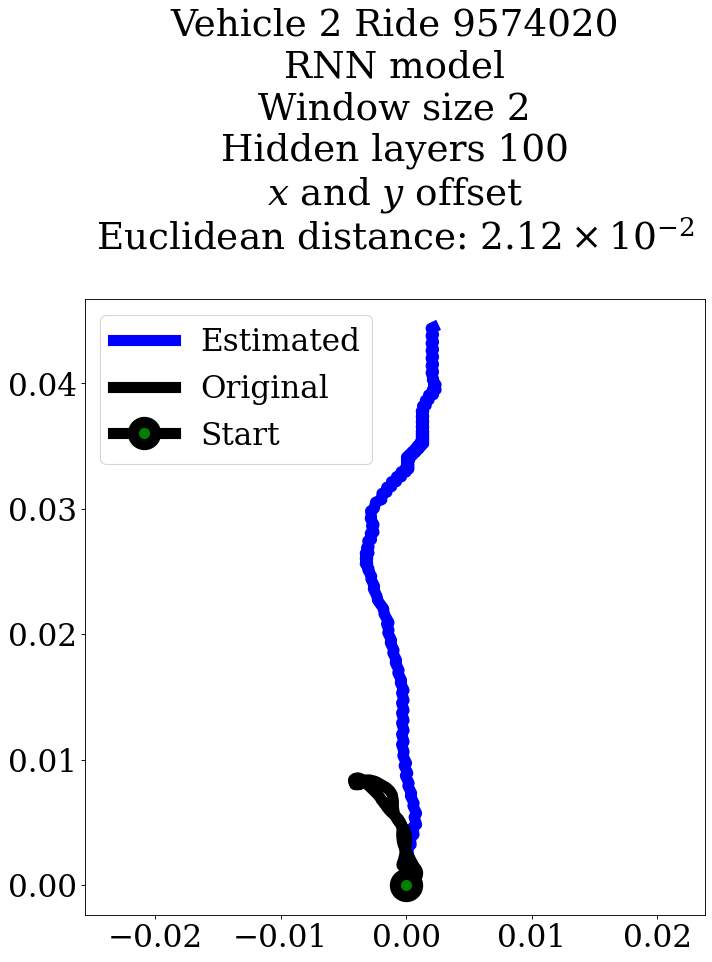 Vehicle 2 Ride 9574020
RNN model
Window size 2
Hidden layers 100
x and y offset
Euclidean distance: 2.12 × 10⁻²
Estimated
Original
Start
0.04
0.03
0.02
0.01
0.00
−0.02 −0.01 0.00 0.01 0.02